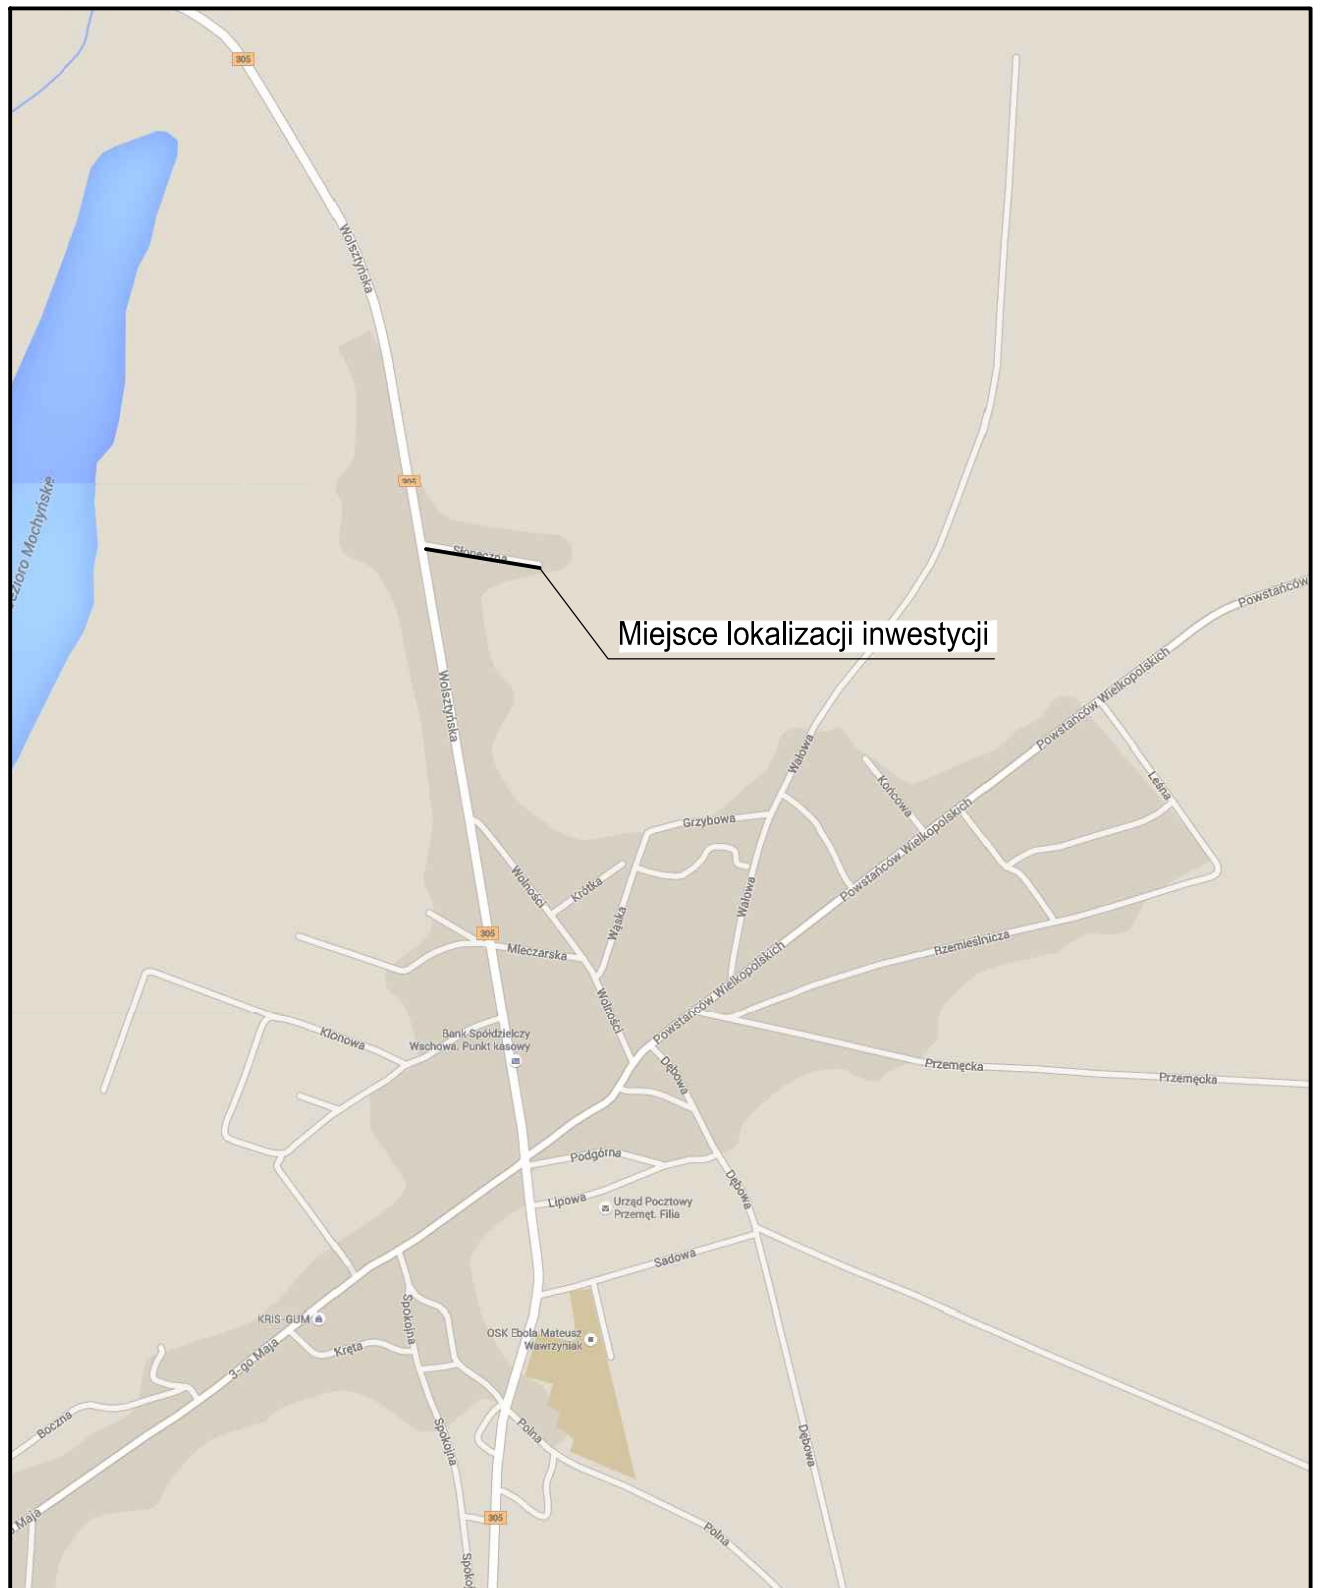 305
Wolsztyńska
305
Jezioro Mochyńskie
Słoneczna
Miejsce lokalizacji inwestycji
Powstańców
Powstańców Wielkopolskich
Wolsztyńska
Wałowa
Końcowa
Leśna
Grzybowa
Powstańców Wielkopolskich
Wolności
Krótka
Wąska
Wałowa
305
Mleczarska
Rzemieślnicza
Powstańców Wielkopolskich
Wolności
Klonowa
Bank Spółdzielczy
Wschowa. Punkt kasowy
Dębowa
Przemęcka
Przemęcka
Podgórna
Dębowa
Lipowa
Urząd Pocztowy
Przemęt. Filia
Sadowa
Spokojna
KRIS-GUM
OSK Ebola Mateusz
Wawrzyniak
Kręta
3-go Maja
Boczna
Spokojna
Polna
Dębowa
o Maja
305
Polna
Spokoj